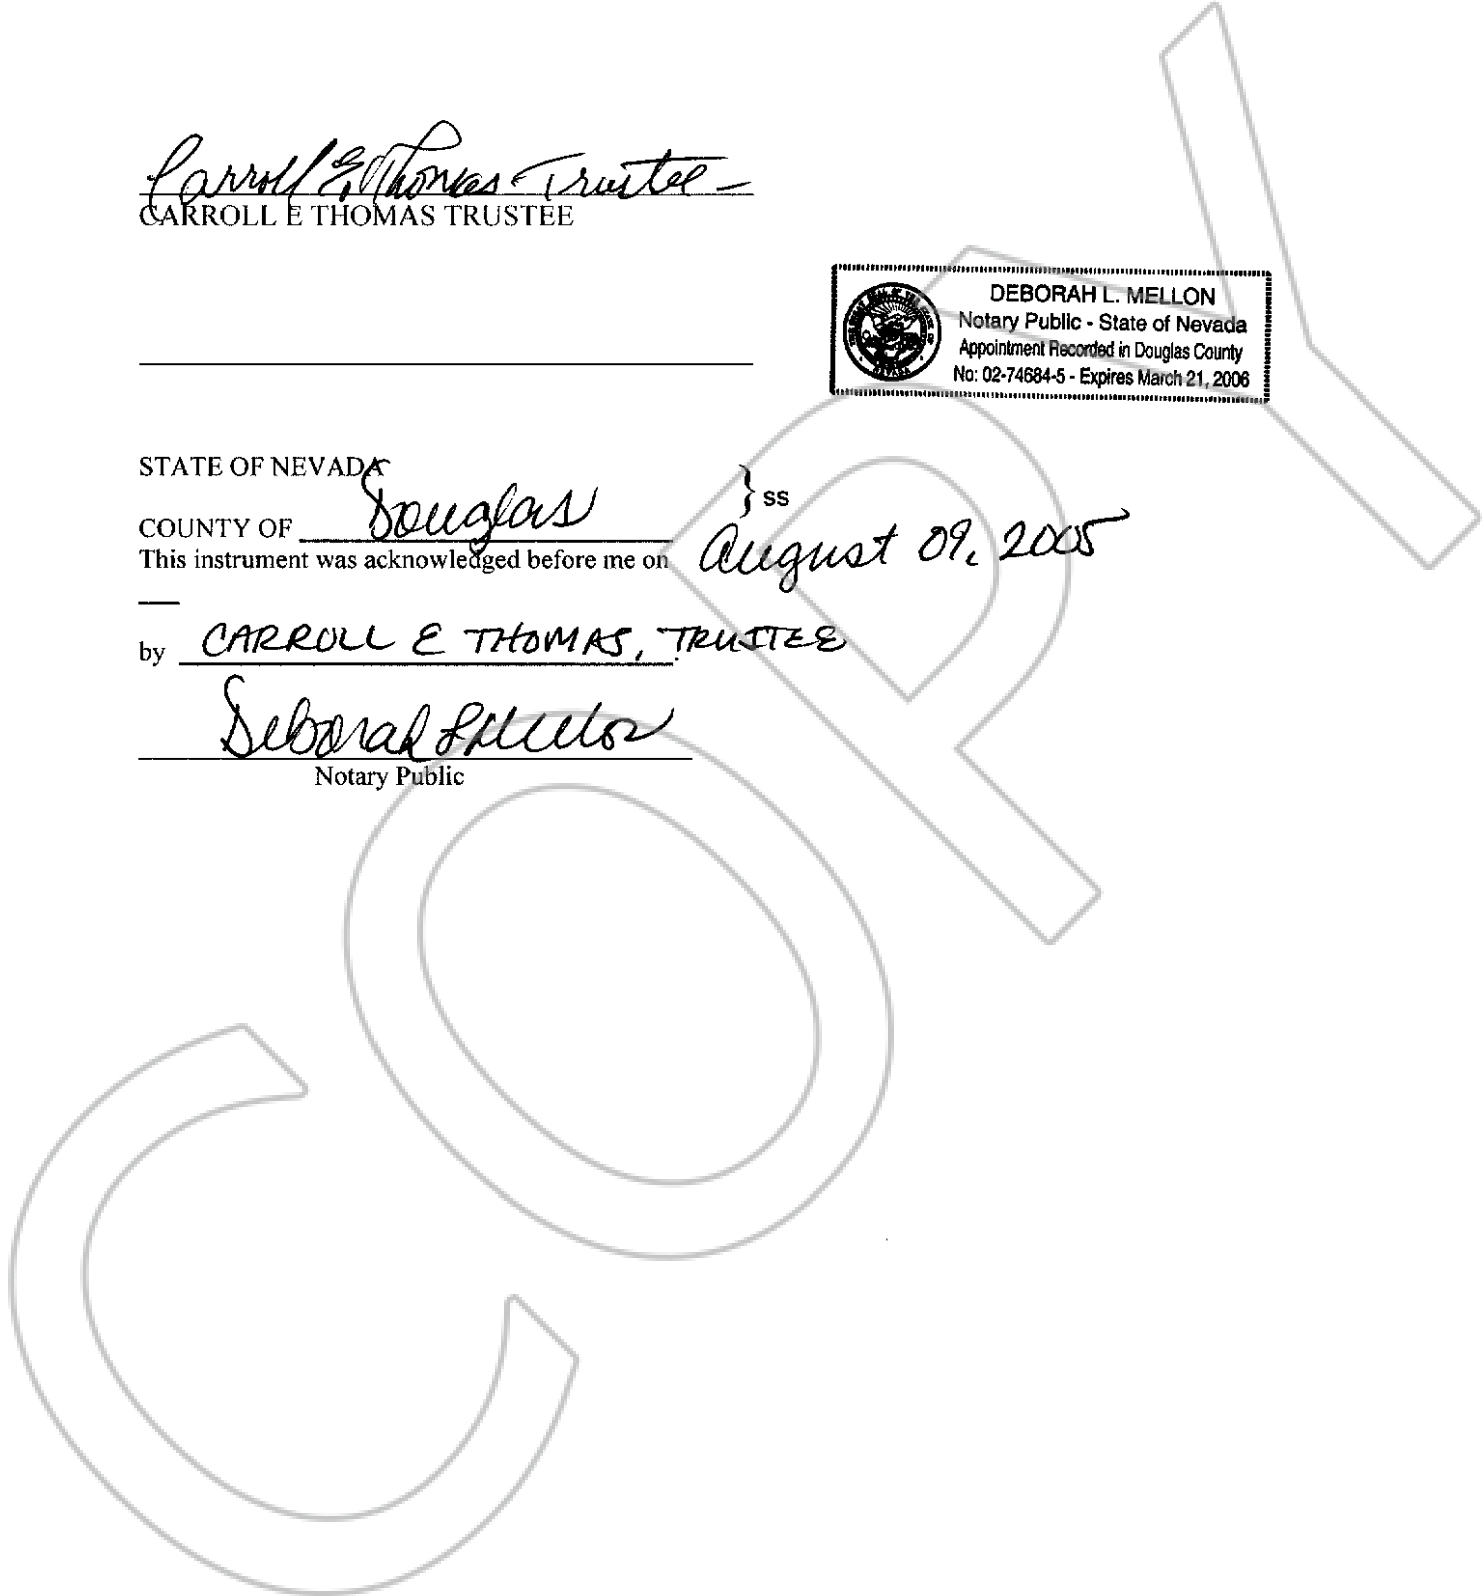 Carroll E. Thomas - Trustee -
CARROLL E THOMAS TRUSTEE
DEBORAH L. MELLON
Notary Public - State of Nevada
Appointment Recorded in Douglas County
No: 02-74684-5 - Expires March 21, 2006
STATE OF NEVADA
} ss
COUNTY OF Douglas
This instrument was acknowledged before me on August 09, 2005
by CARROLL E THOMAS, TRUSTEE
Deborah L Mellon
Notary Public
COPY